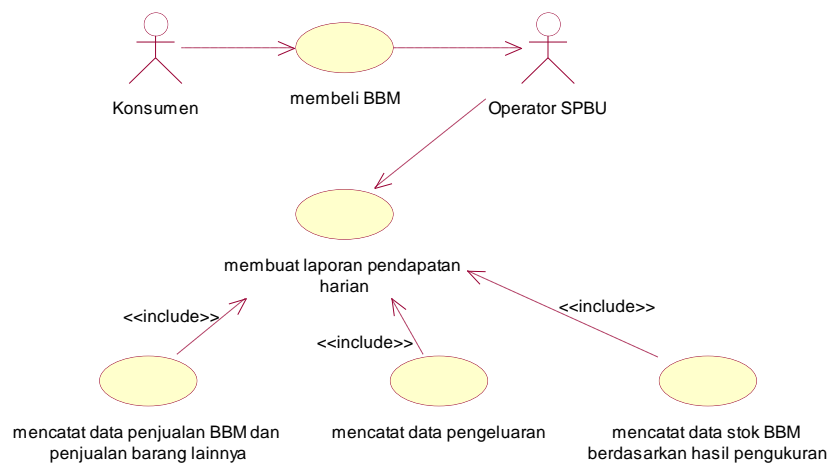 Konsumen
membeli BBM
Operator SPBU
membuat laporan pendapatan
harian
<<include>>
<<include>>
<<include>>
mencatat data penjualan BBM dan
penjualan barang lainnya
mencatat data pengeluaran
mencatat data stok BBM
berdasarkan hasil pengukuran